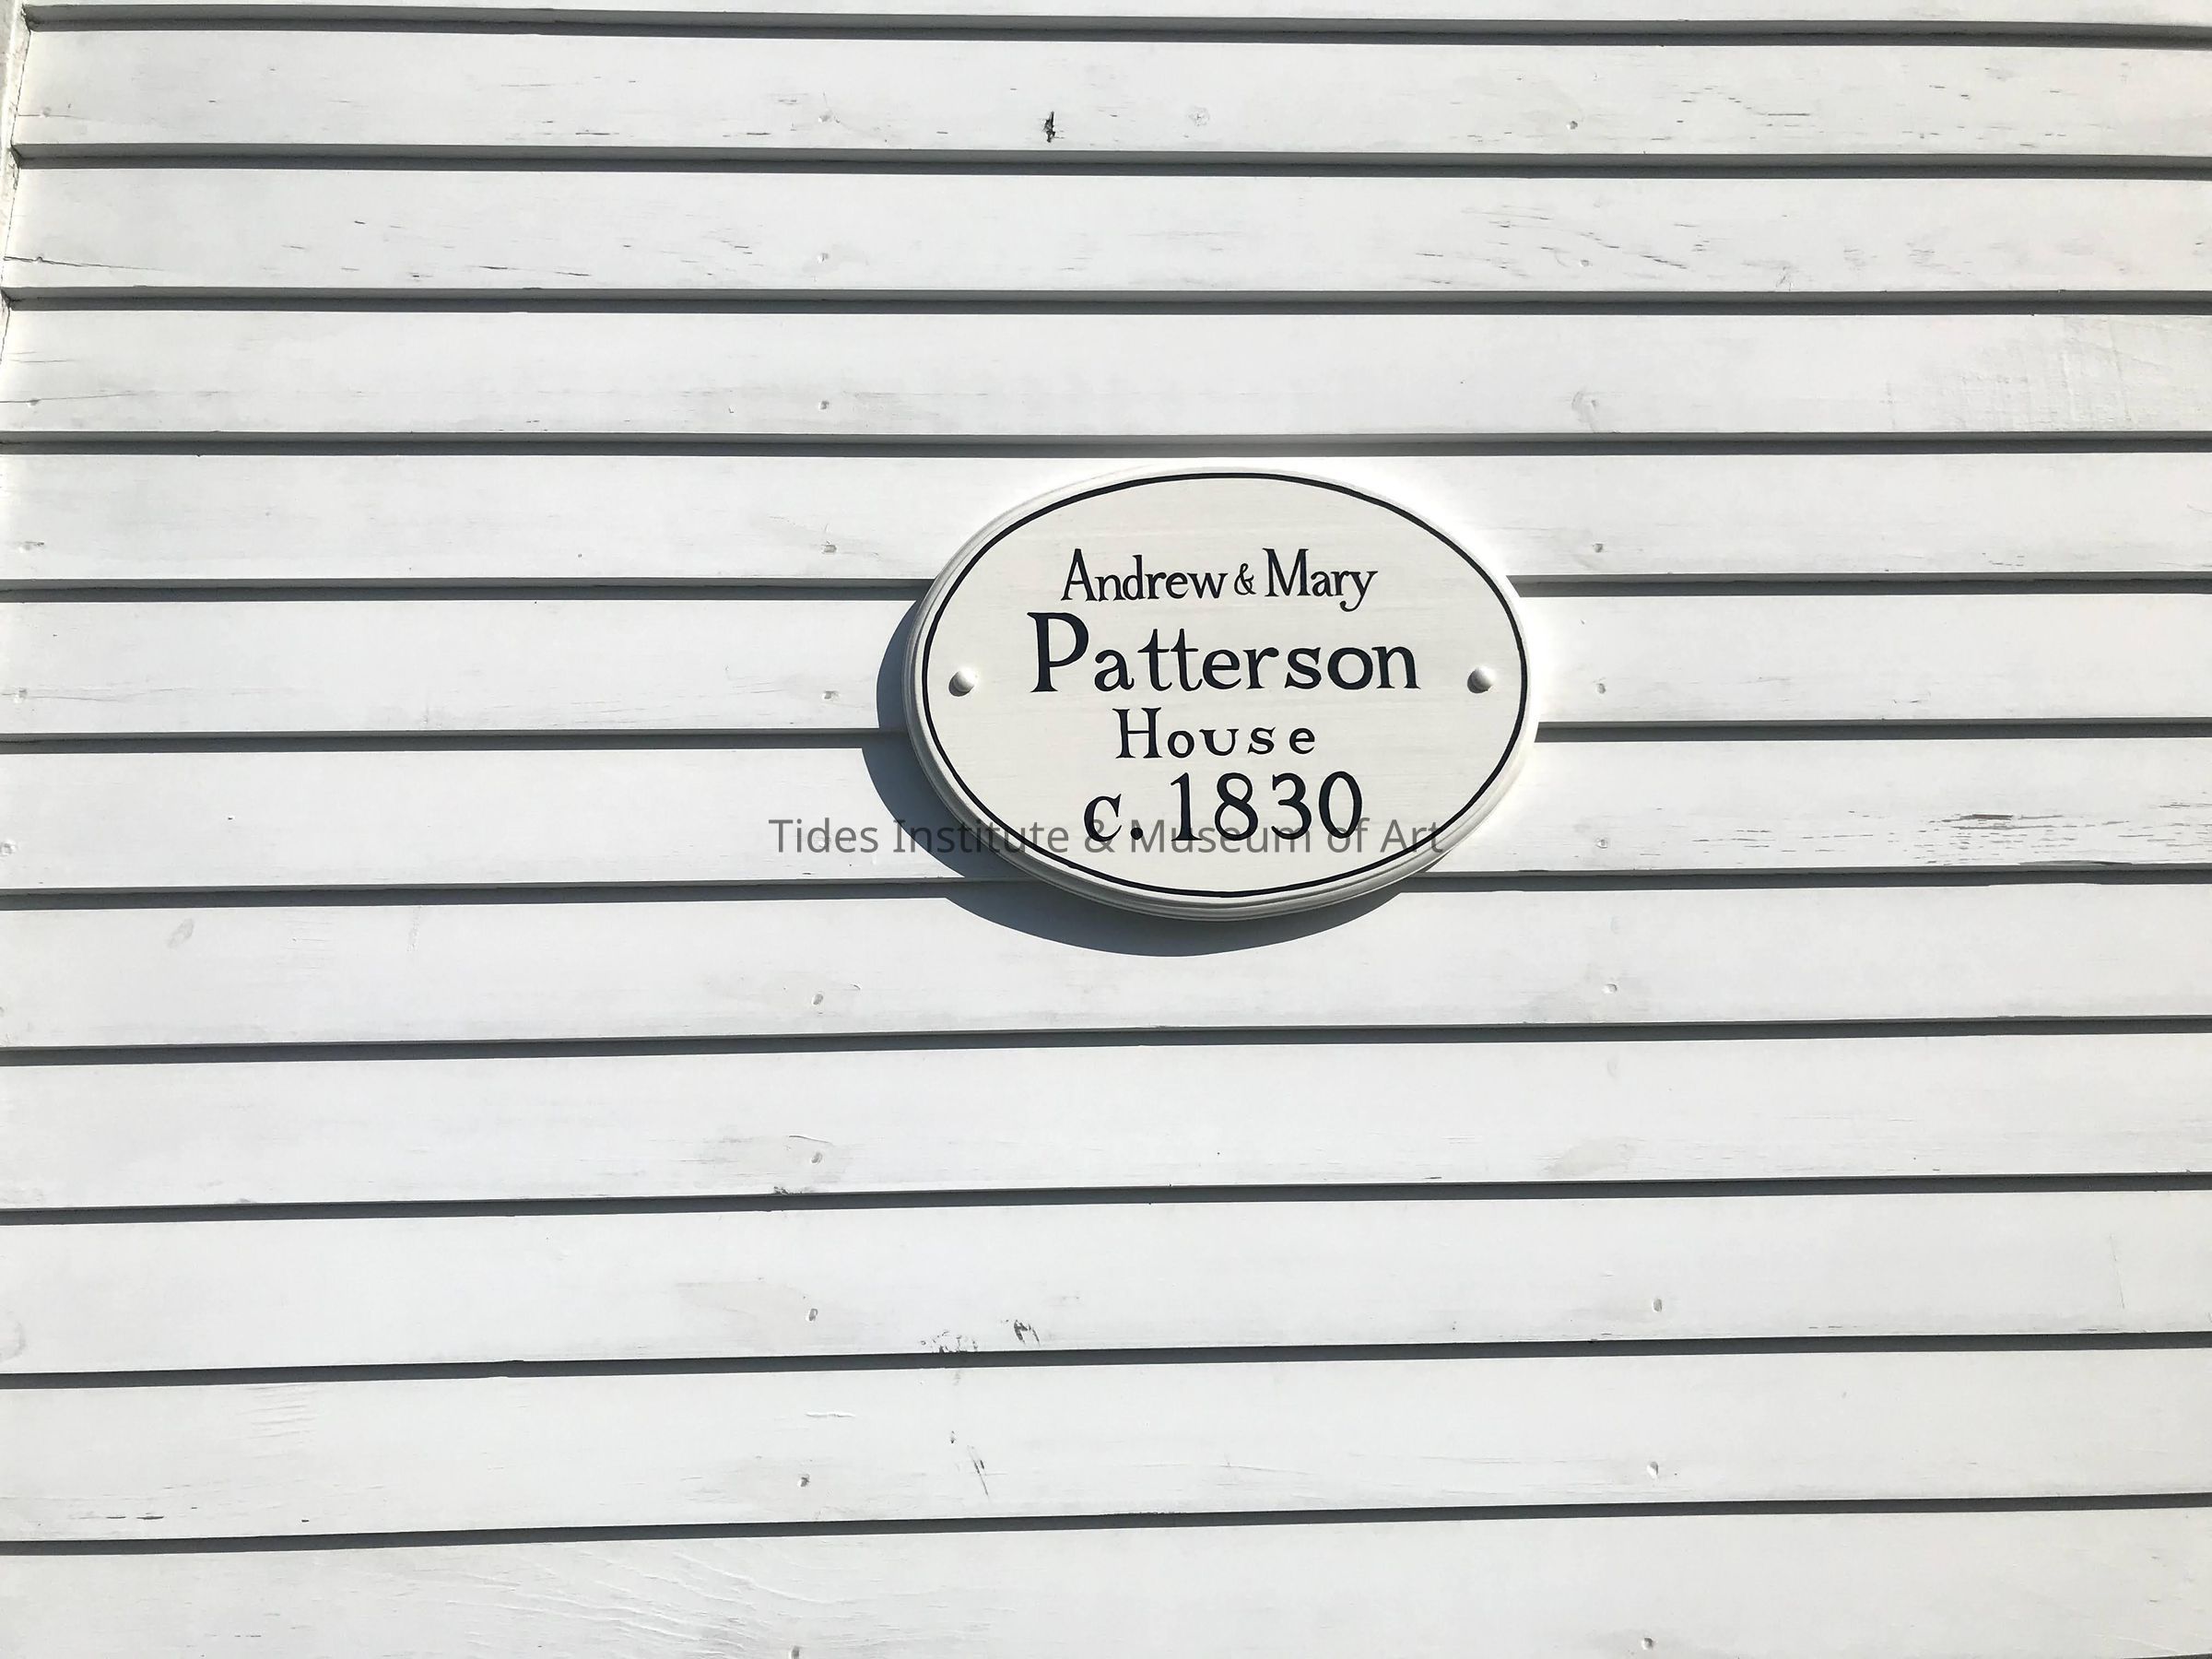 Andrew & Mary
Patterson
House
c. 1830
Tides Institute & Museum of Art